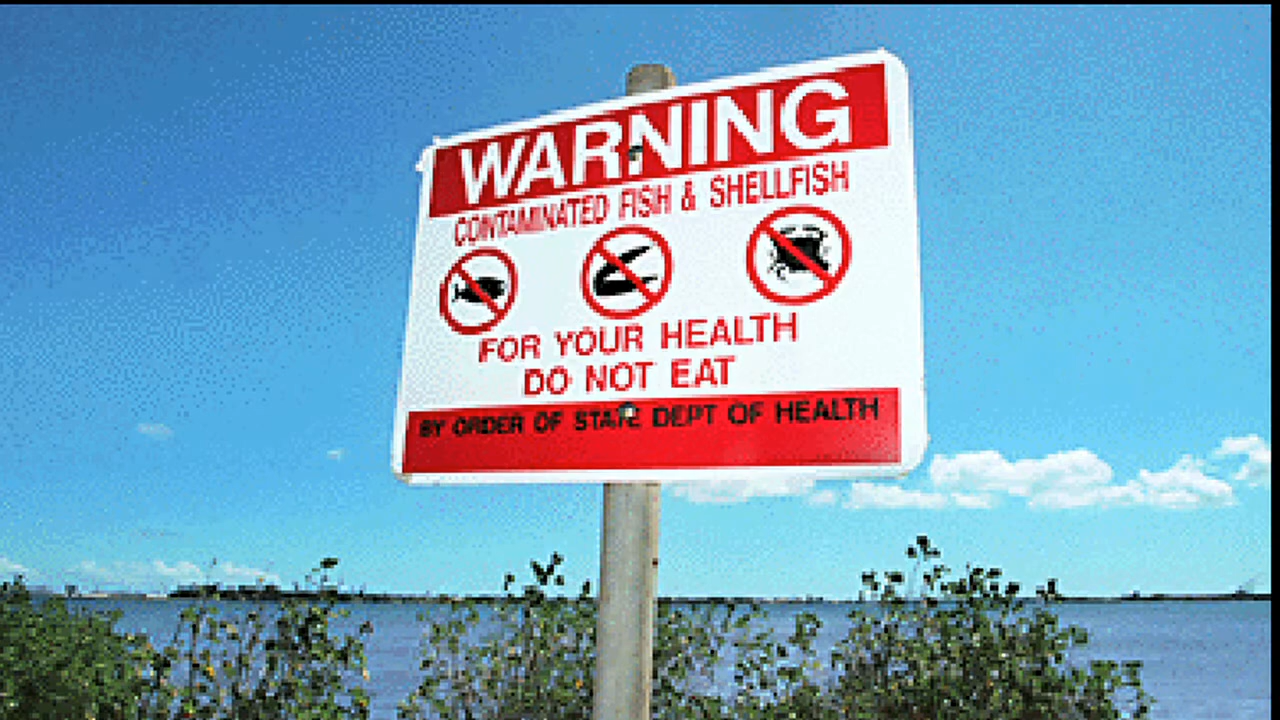 WARNING
CONTAMINATED FISH & SHELLFISH
FOR YOUR HEALTH
DO NOT EAT
BY ORDER OF STATE DEPT OF HEALTH